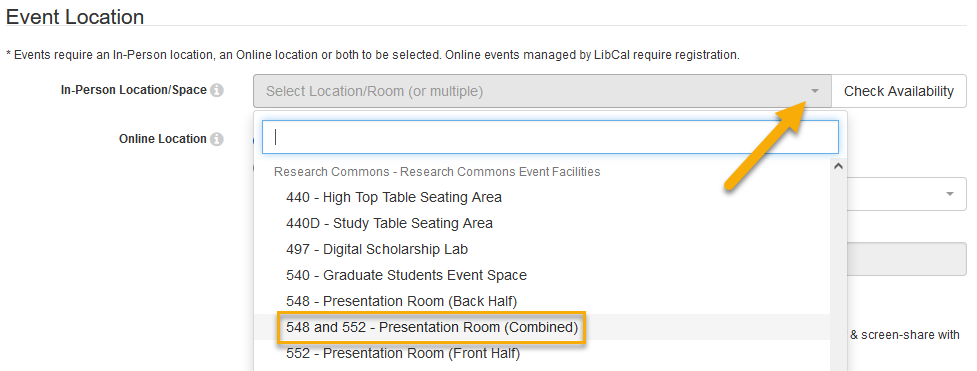 Event Location
* Events require an In-Person location, an Online location or both to be selected. Online events managed by LibCal require registration.
In-Person Location/Space
Select Location/Room (or multiple)
Check Availability
Online Location
Research Commons - Research Commons Event Facilities
440 - High Top Table Seating Area
440D - Study Table Seating Area
497 - Digital Scholarship Lab
540 - Graduate Students Event Space
548 - Presentation Room (Back Half)
548 and 552 - Presentation Room (Combined)
& screen-share with
552 - Presentation Room (Front Half)